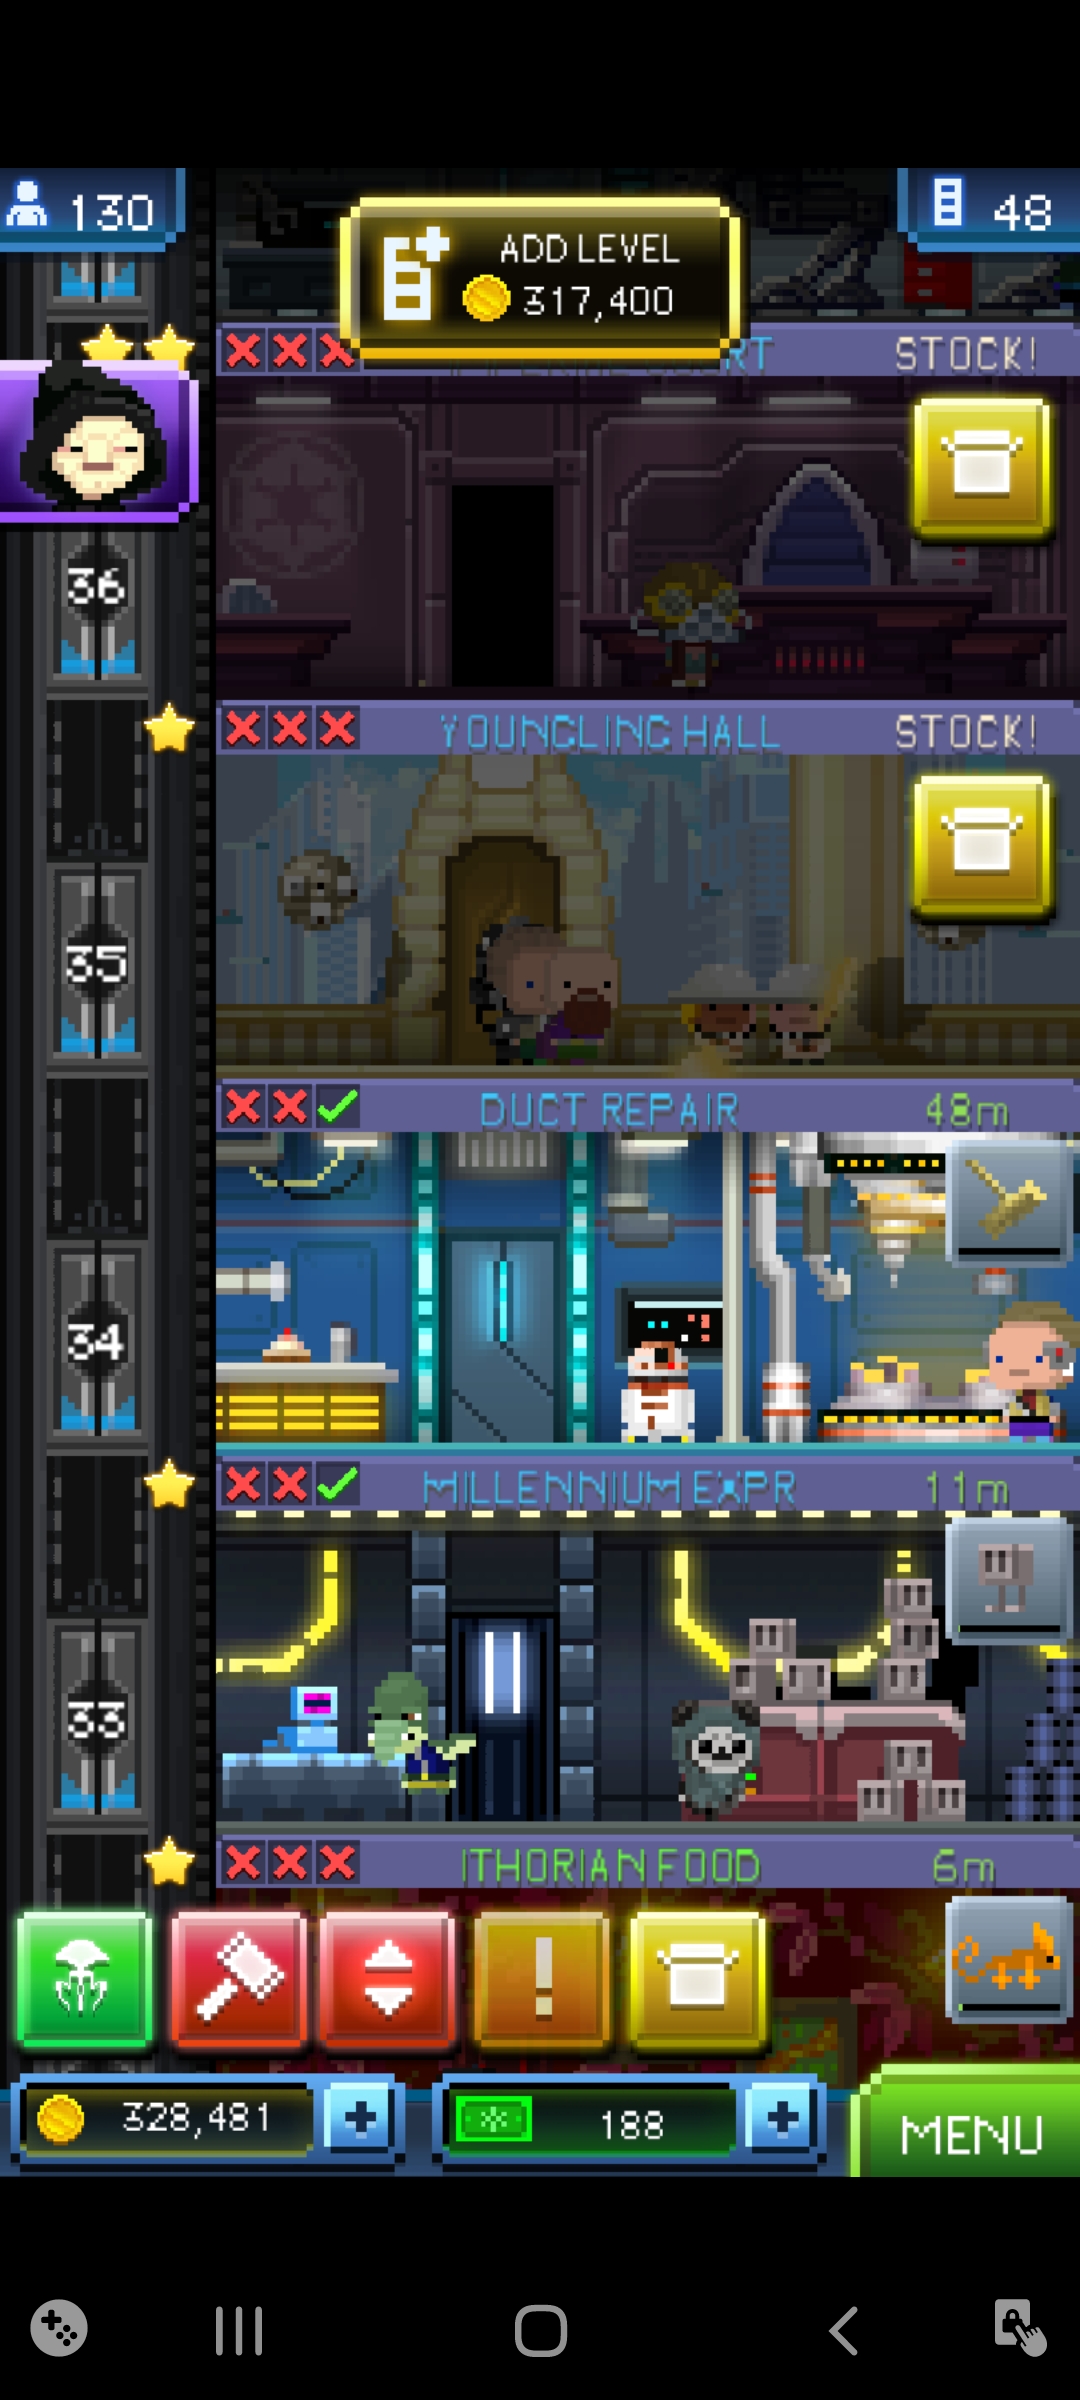 130
48
ADD LEVEL
317,400
STOCK!
36
YOUNGLING HALL
STOCK!
35
DUCT REPAIR
48m
34
MILLENNIUM EXPR
11m
33
ITHORIAN FOOD
6m
!
328,481
188
MENU